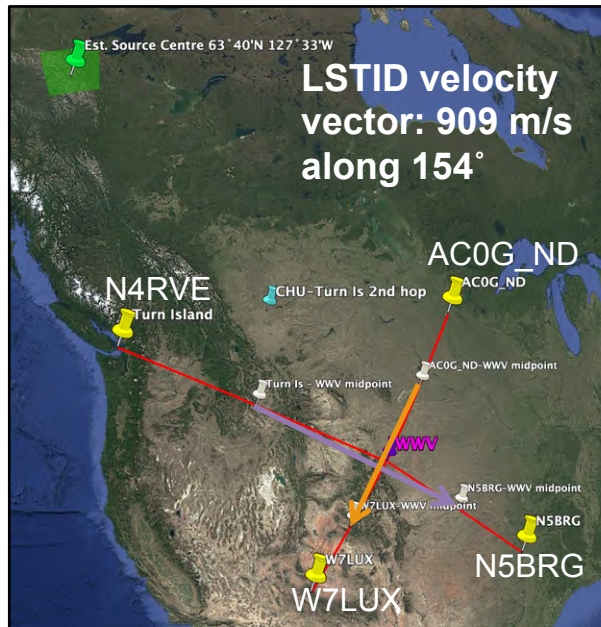 Est. Source Centre 63˚40'N 127˚33'W
LSTID velocity
vector: 909 m/s
along 154˚
AC0G_ND
AC0G_ND
N4RVE
Turn Island
CHU-Turn Is 2nd hop
AC0G_ND-WWV midpoint
Turn Is - WWV midpoint
WWV
N5BRG-WWV midpoint
W7LUX-WWV midpoint
N5BRG
N5BRG
W7LUX
W7LUX